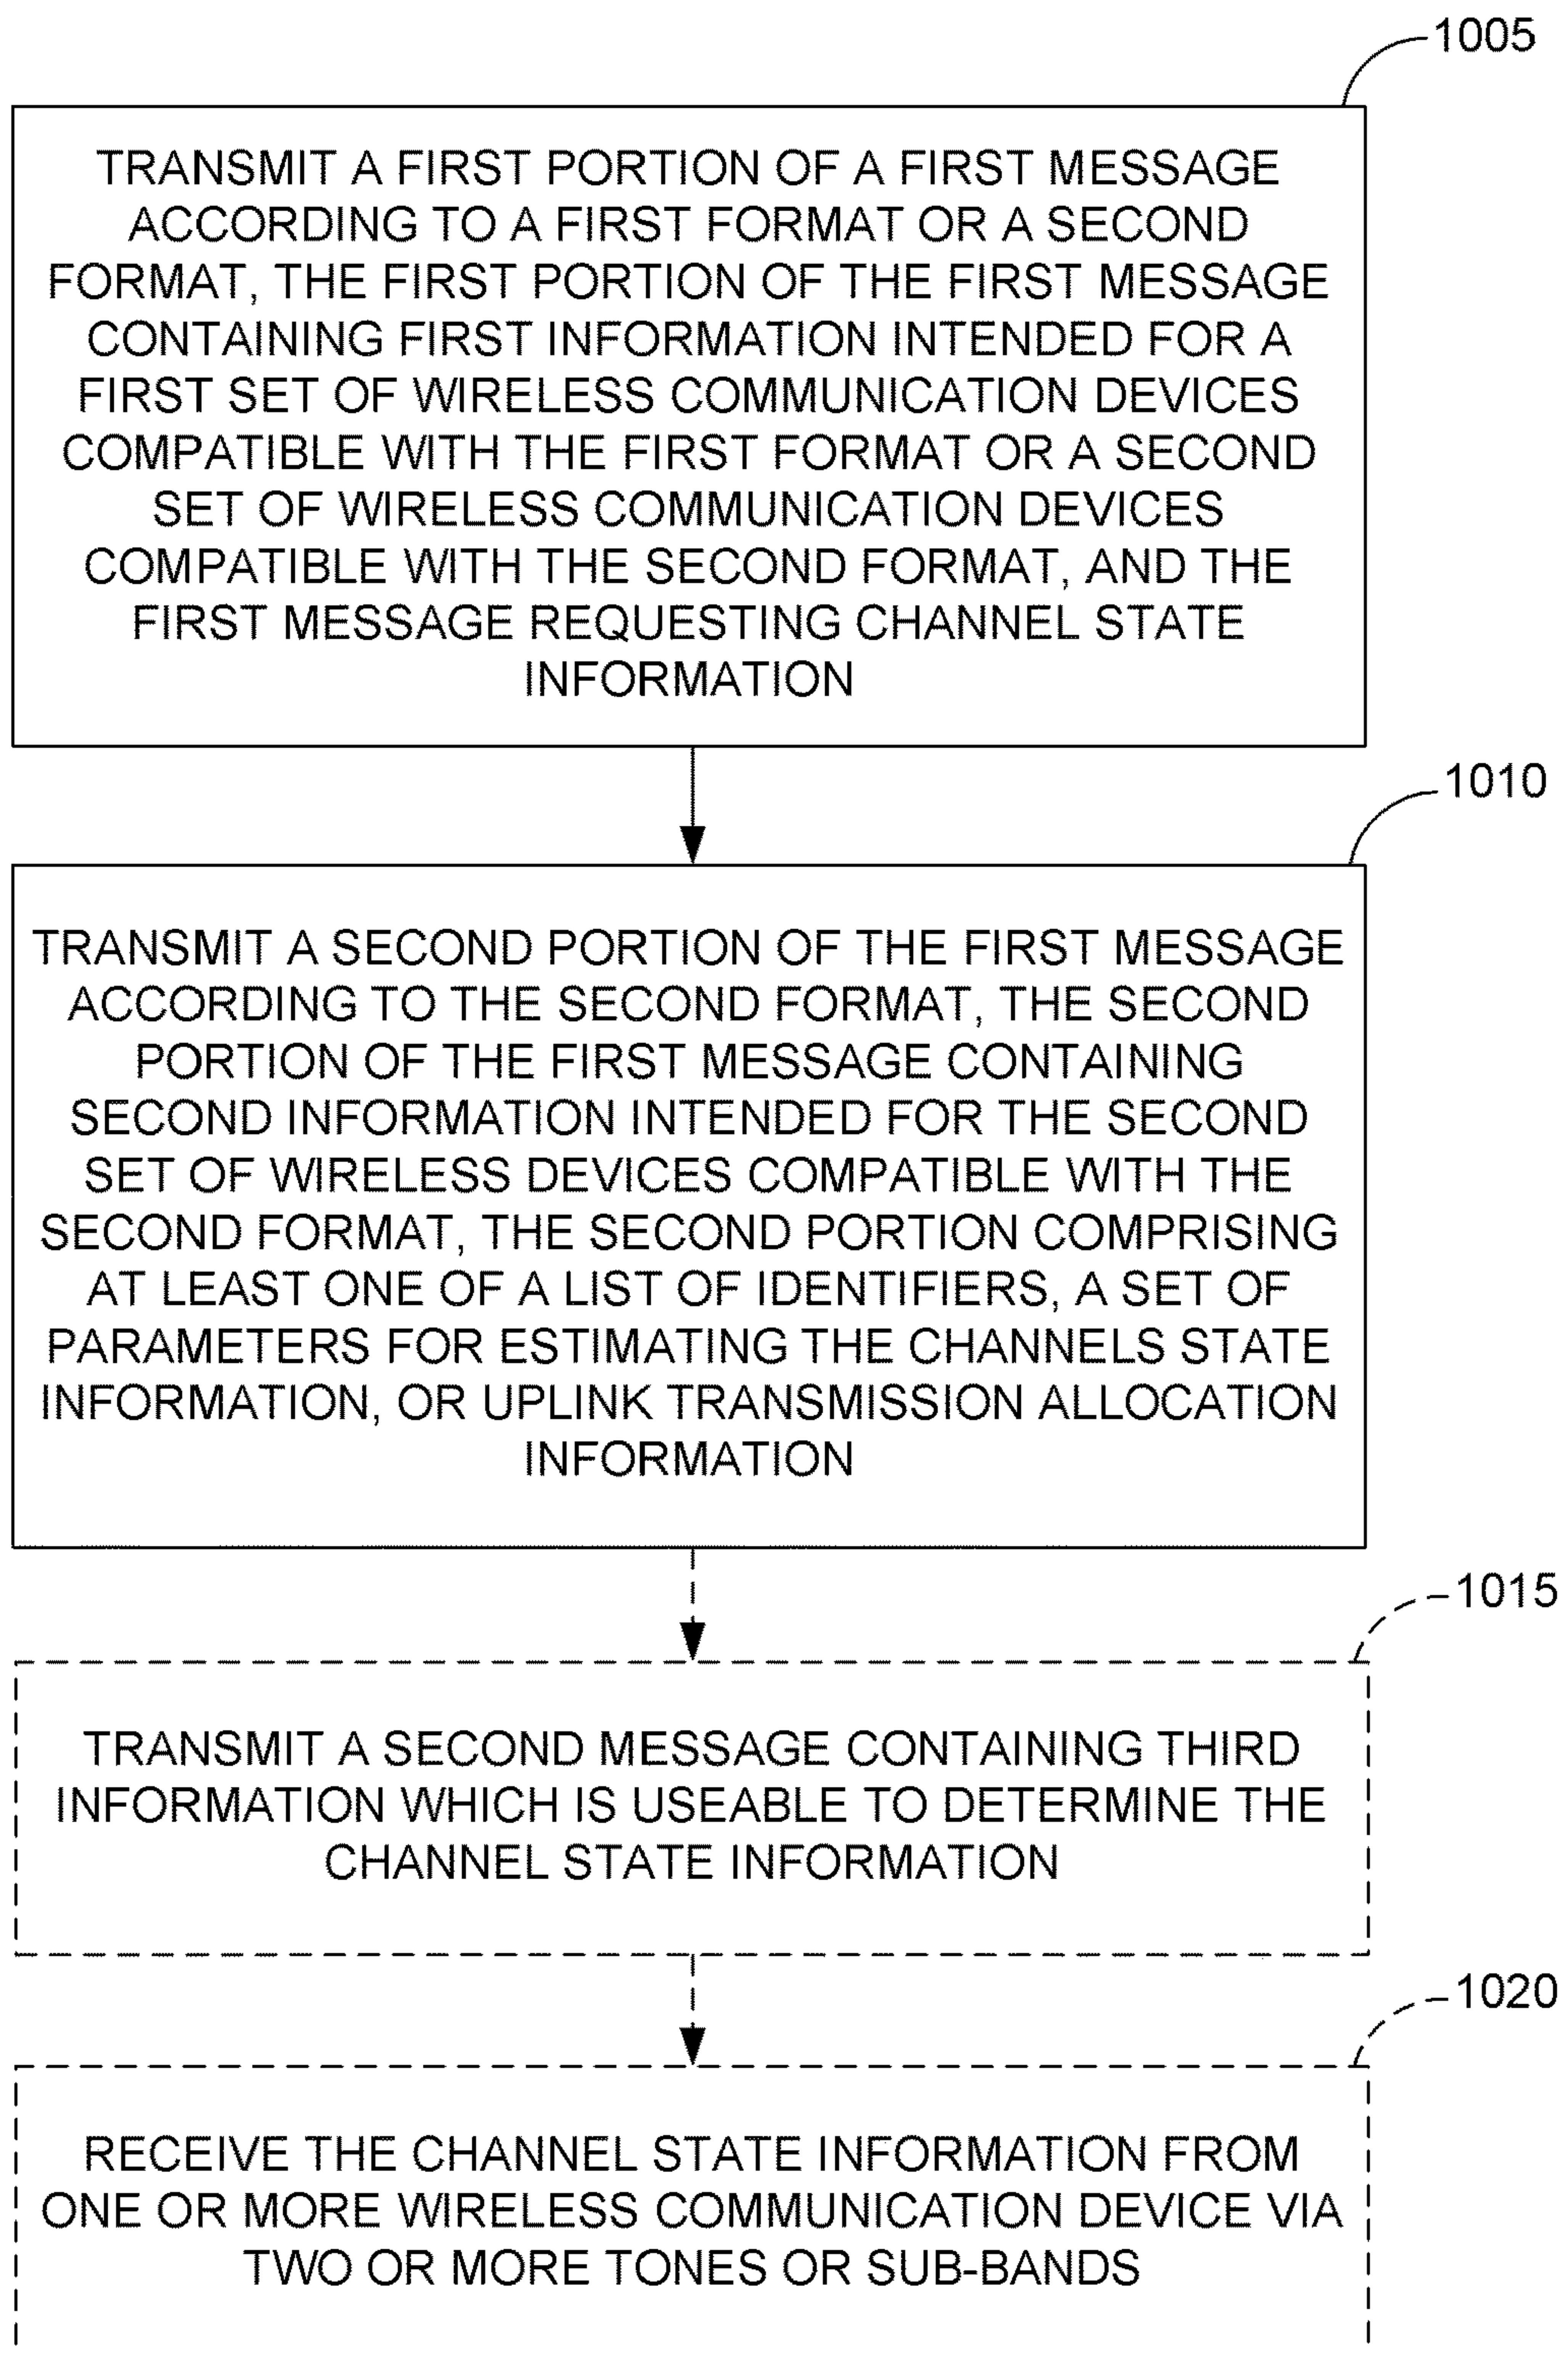 1005
TRANSMIT A FIRST PORTION OF A FIRST MESSAGE
ACCORDING TO A FIRST FORMAT OR A SECOND
FORMAT, THE FIRST PORTION OF THE FIRST MESSAGE
CONTAINING FIRST INFORMATION INTENDED FOR A
FIRST SET OF WIRELESS COMMUNICATION DEVICES
COMPATIBLE WITH THE FIRST FORMAT OR A SECOND
SET OF WIRELESS COMMUNICATION DEVICES
COMPATIBLE WITH THE SECOND FORMAT, AND THE
FIRST MESSAGE REQUESTING CHANNEL STATE
INFORMATION
1010
TRANSMIT A SECOND PORTION OF THE FIRST MESSAGE
ACCORDING TO THE SECOND FORMAT, THE SECOND
PORTION OF THE FIRST MESSAGE CONTAINING
SECOND INFORMATION INTENDED FOR THE SECOND
SET OF WIRELESS DEVICES COMPATIBLE WITH THE
SECOND FORMAT, THE SECOND PORTION COMPRISING
AT LEAST ONE OF A LIST OF IDENTIFIERS, A SET OF
PARAMETERS FOR ESTIMATING THE CHANNELS STATE
INFORMATION, OR UPLINK TRANSMISSION ALLOCATION
INFORMATION
1015
TRANSMIT A SECOND MESSAGE CONTAINING THIRD
INFORMATION WHICH IS USEABLE TO DETERMINE THE
CHANNEL STATE INFORMATION
1020
RECEIVE THE CHANNEL STATE INFORMATION FROM
ONE OR MORE WIRELESS COMMUNICATION DEVICE VIA
TWO OR MORE TONES OR SUB-BANDS